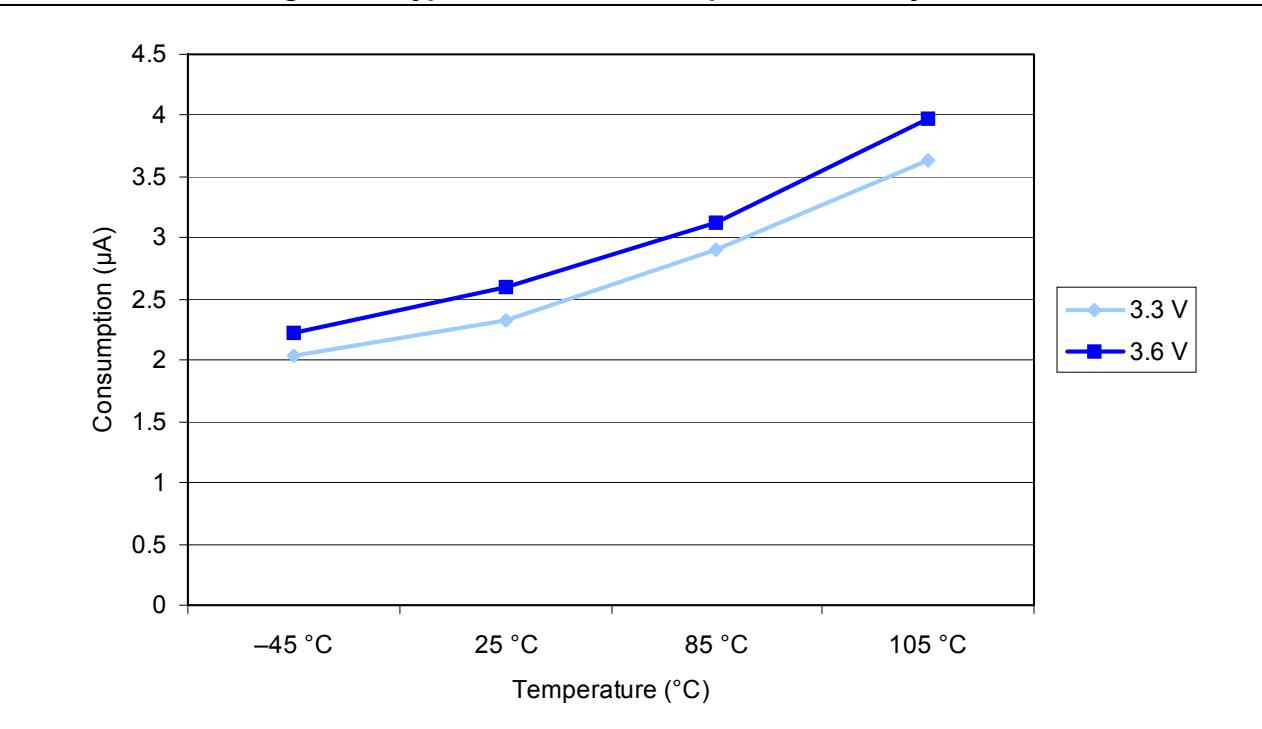 4.5
4
3.5
3
2.5
2
1.5
1
0.5
0
Consumption (µA)
–45 °C
25 °C
85 °C
105 °C
Temperature (°C)
3.3 V
3.6 V